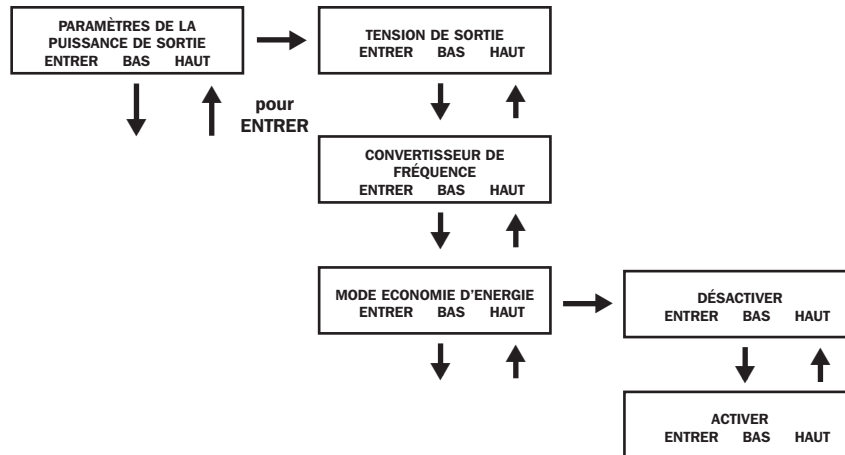 PARAMÈTRES DE LA
PUISSANCE DE SORTIE
ENTRER BAS HAUT
TENSION DE SORTIE
ENTRER BAS HAUT
pour
ENTRER
CONVERTISSEUR DE
FRÉQUENCE
ENTRER BAS HAUT
MODE ECONOMIE D'ENERGIE
ENTRER BAS HAUT
DÉSACTIVER
ENTRER BAS HAUT
ACTIVER
ENTRER BAS HAUT